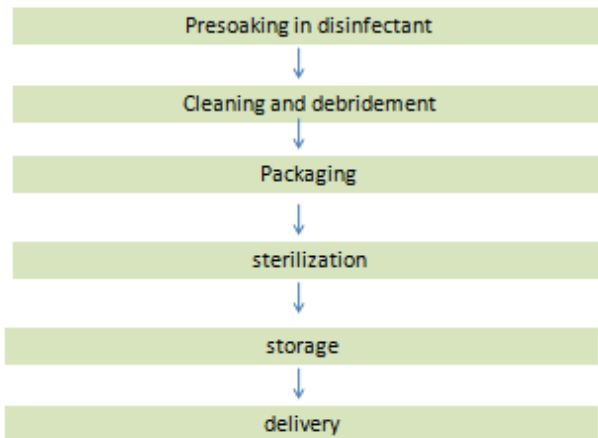 Presoaking in disinfectant
Cleaning and debridement
Packaging
sterilization
storage
delivery